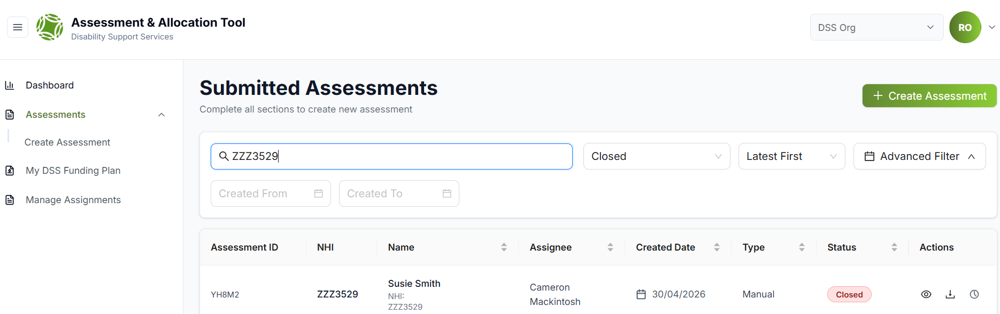 Assessment & Allocation Tool
Disability Support Services
DSS Org
RO
Dashboard
Assessments
Create Assessment
My DSS Funding Plan
Manage Assignments
Submitted Assessments
Complete all sections to create new assessment
+ Create Assessment
ZZZ3529
Closed
Latest First
Advanced Filter
Created From
Created To
Assessment ID NHI Name Assignee Created Date Type Status Actions
YH8M2 ZZZ3529 Susie Smith NHI: ZZZ3529 Cameron Mackintosh 30/04/2026 Manual Closed